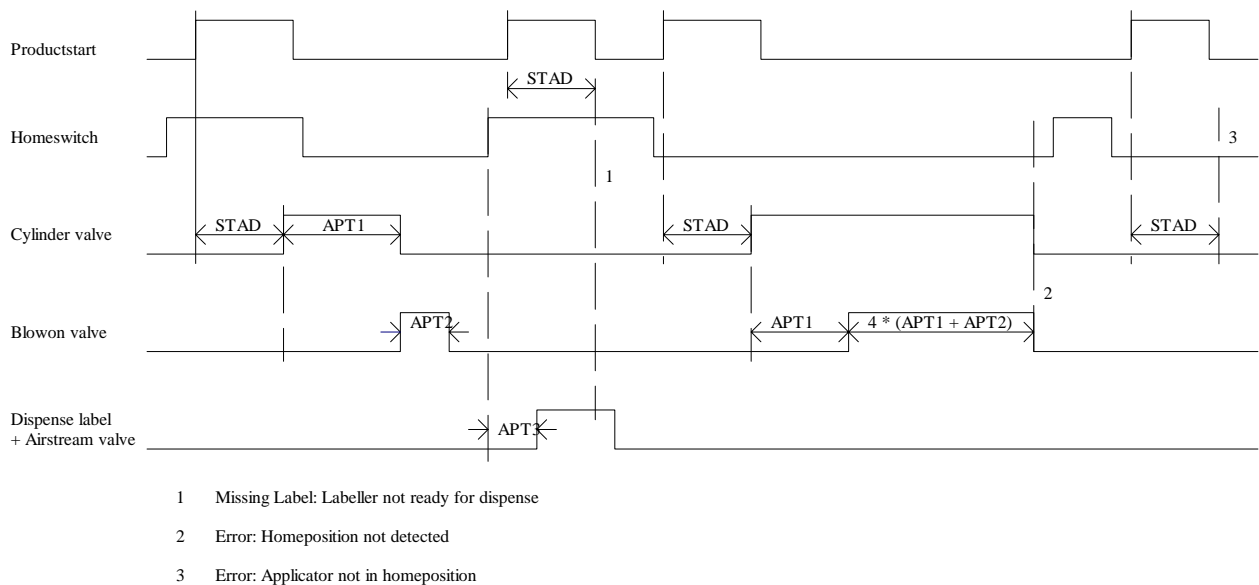 Productstart
STAD
Homeswitch
3
1
STAD
APT1
STAD
STAD
Cylinder valve
2
APT2
APT1
4 * (APT1 + APT2)
Blowon valve
Dispense label
+ Airstream valve
APT3
1 Missing Label: Labeller not ready for dispense
2 Error: Homeposition not detected
3 Error: Applicator not in homeposition